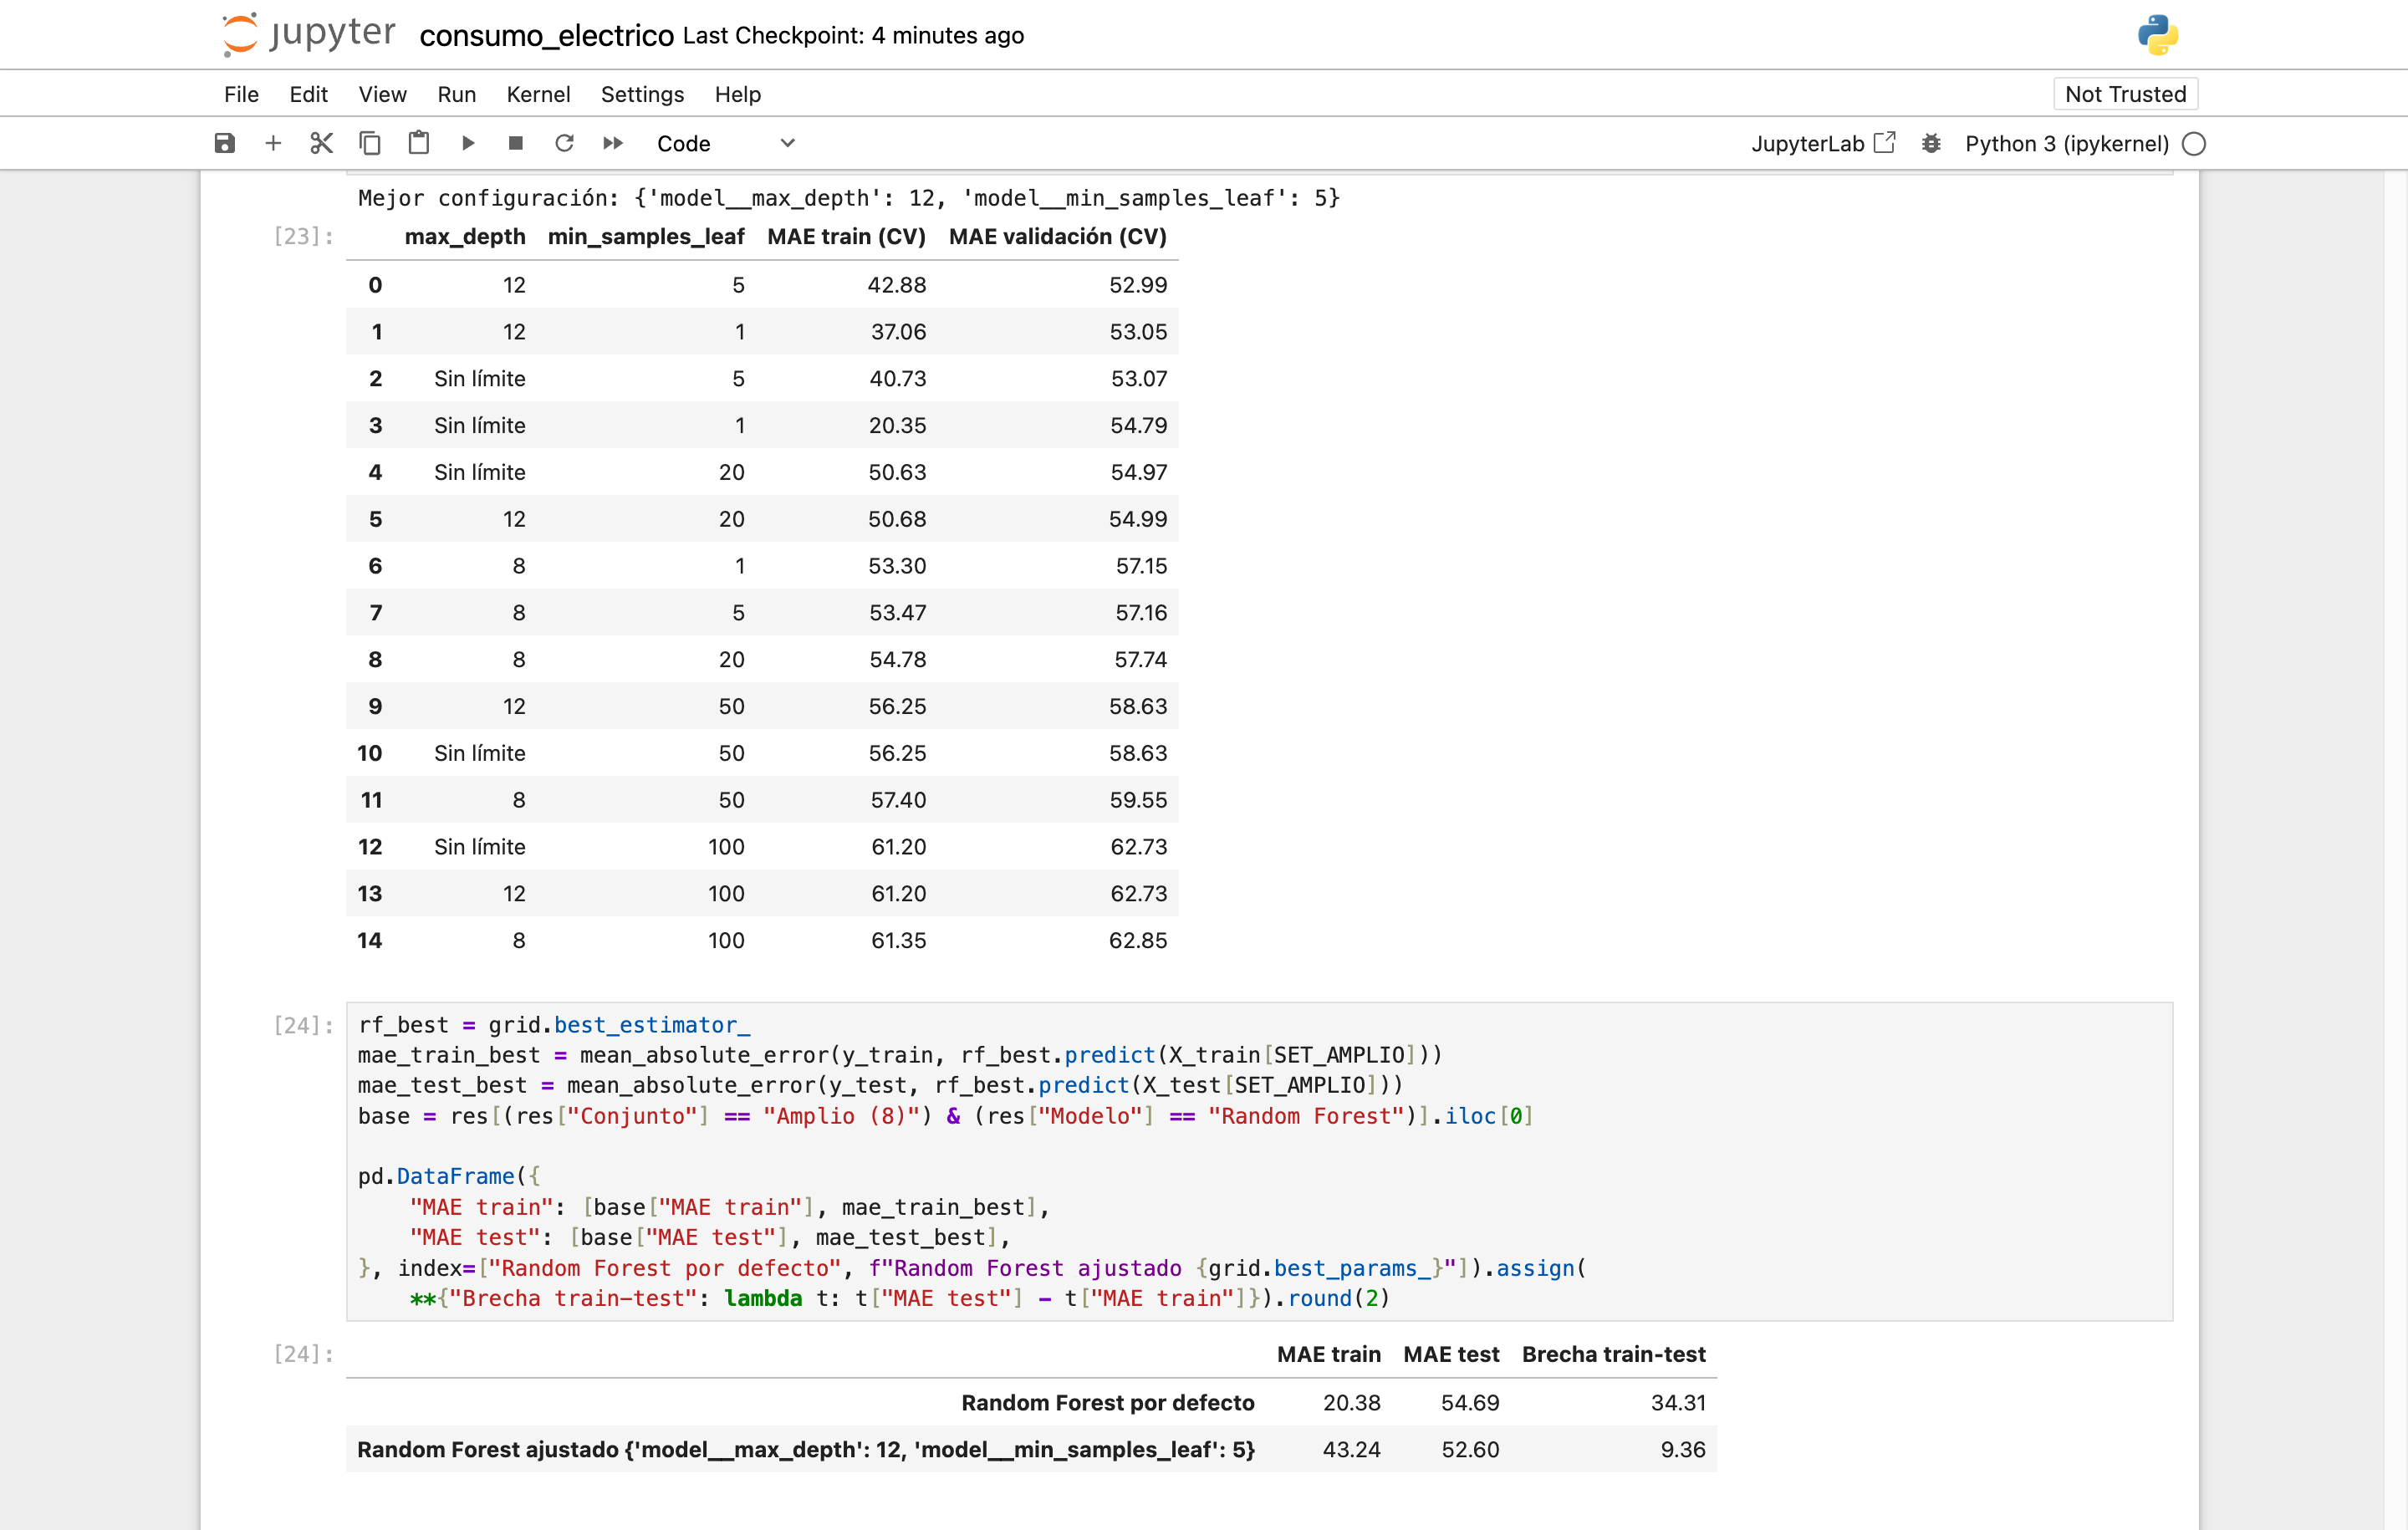 jupyter consumo_electrico Last Checkpoint: 4 minutes ago
File Edit View Run Kernel Settings Help Not Trusted
Code JupyterLab Python 3 (ipykernel)
Mejor configuración: {'model__max_depth': 12, 'model__min_samples_leaf': 5}
[23]: max_depth min_samples_leaf MAE train (CV) MAE validación (CV)
0 12 5 42.88 52.99
1 12 1 37.06 53.05
2 Sin límite 5 40.73 53.07
3 Sin límite 1 20.35 54.79
4 Sin límite 20 50.63 54.97
5 12 20 50.68 54.99
6 8 1 53.30 57.15
7 8 5 53.47 57.16
8 8 20 54.78 57.74
9 12 50 56.25 58.63
10 Sin límite 50 56.25 58.63
11 8 50 57.40 59.55
12 Sin límite 100 61.20 62.73
13 12 100 61.20 62.73
14 8 100 61.35 62.85
[24]: rf_best = grid.best_estimator_
mae_train_best = mean_absolute_error(y_train, rf_best.predict(X_train[SET_AMPLIO]))
mae_test_best = mean_absolute_error(y_test, rf_best.predict(X_test[SET_AMPLIO]))
base = res[(res["Conjunto"] == "Amplio (8)") & (res["Modelo"] == "Random Forest")].iloc[0]
pd.DataFrame({
    "MAE train": [base["MAE train"], mae_train_best],
    "MAE test": [base["MAE test"], mae_test_best],
}, index=["Random Forest por defecto", f"Random Forest ajustado {grid.best_params_}"]).assign(
    **{"Brecha train-test": lambda t: t["MAE test"] - t["MAE train"]}).round(2)
[24]: MAE train MAE test Brecha train-test
Random Forest por defecto 20.38 54.69 34.31
Random Forest ajustado {'model__max_depth': 12, 'model__min_samples_leaf': 5} 43.24 52.60 9.36